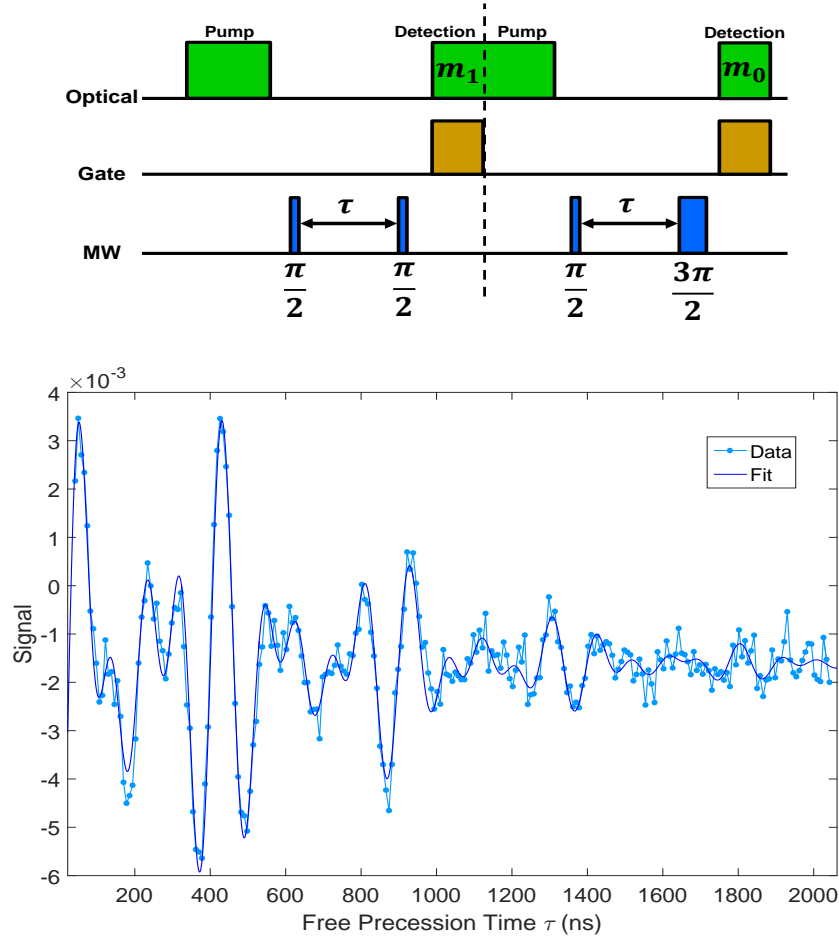 Pump Detection Pump Detection
Optical m₁ m₀
Gate
τ τ
MW
π/2 π/2 π/2 3π/2
×10⁻³
4
3
2
1
0
-1
-2
-3
-4
-5
-6
Signal
Data
Fit
200 400 600 800 1000 1200 1400 1600 1800 2000
Free Precession Time τ (ns)